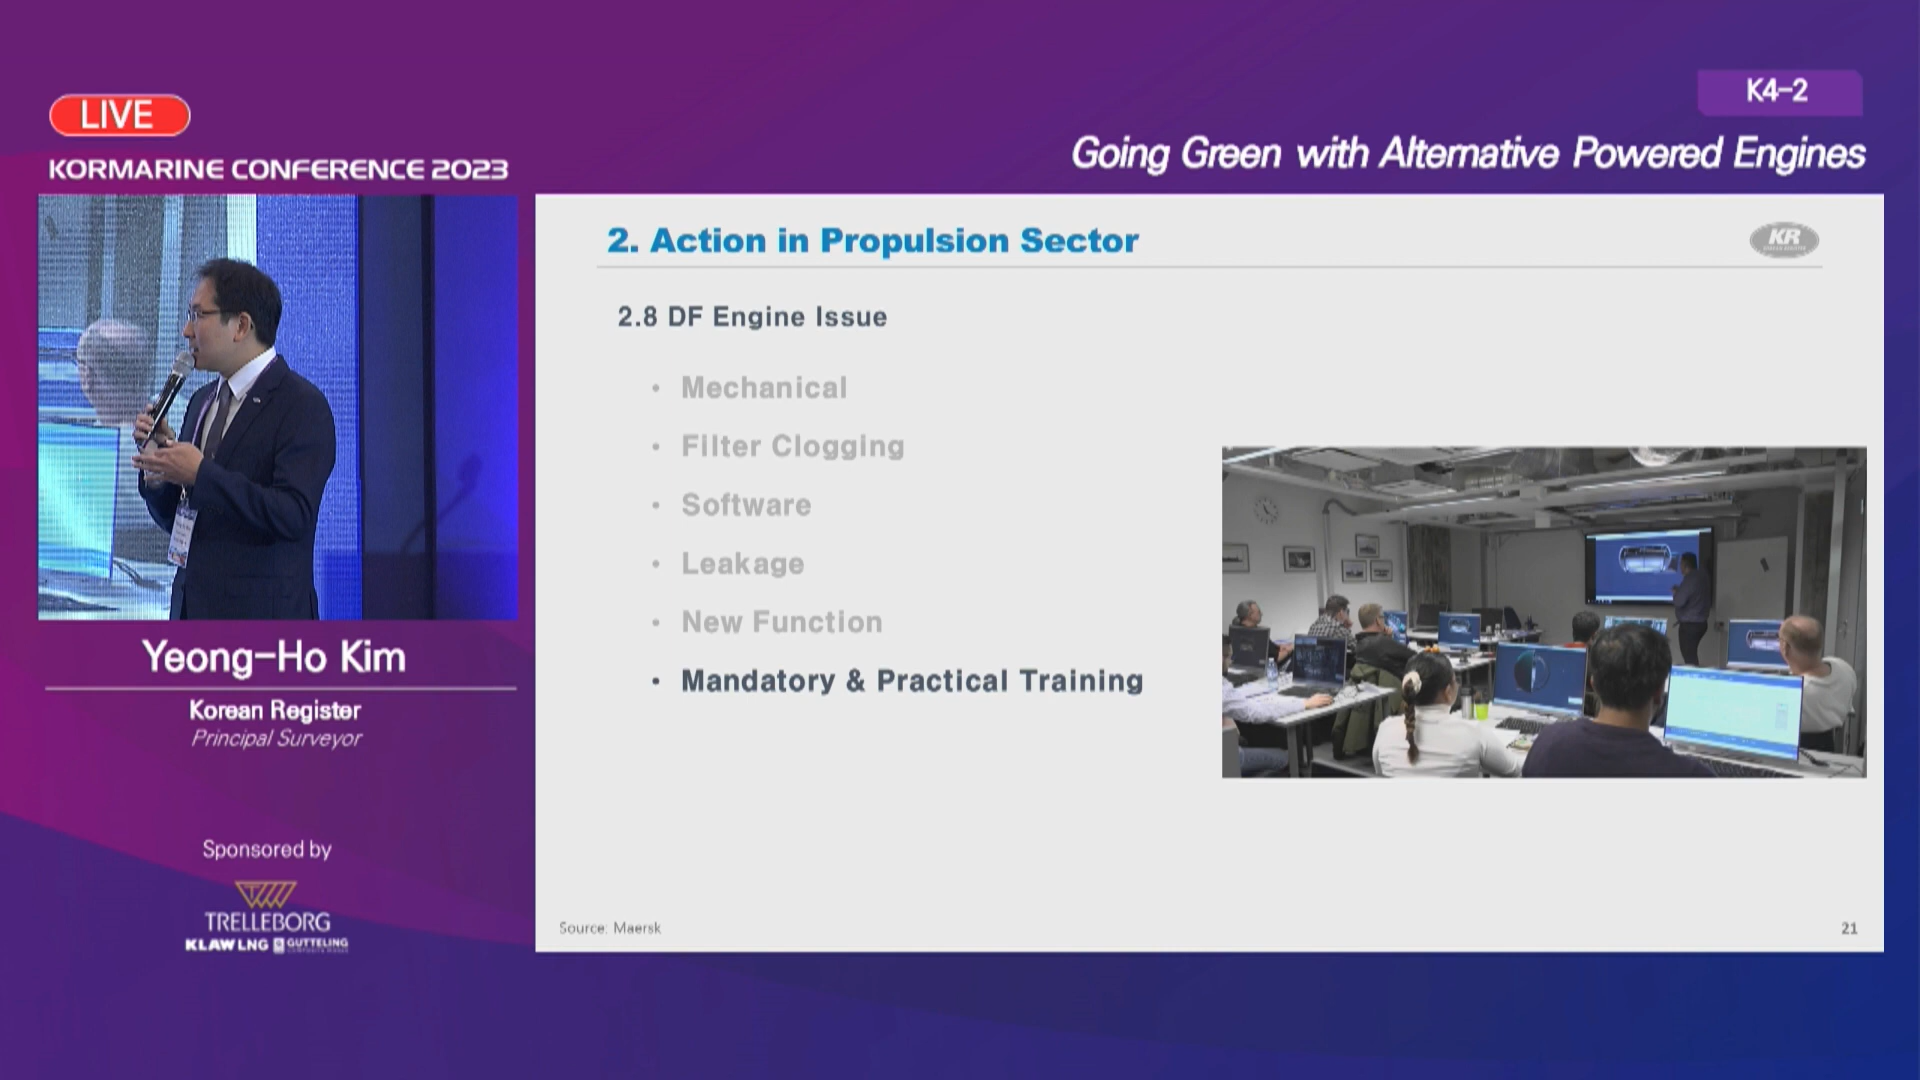 LIVE
KORMARINE CONFERENCE 2023
K4-2
Going Green with Alternative Powered Engines
2. Action in Propulsion Sector
KR
2.8 DF Engine Issue
• Mechanical
• Filter Clogging
• Software
• Leakage
• New Function
• Mandatory & Practical Training
Source: Maersk
21
Yeong-Ho Kim
Korean Register
Principal Surveyor
Sponsored by
TRELLEBORG
KLAW LNG GUTTELING